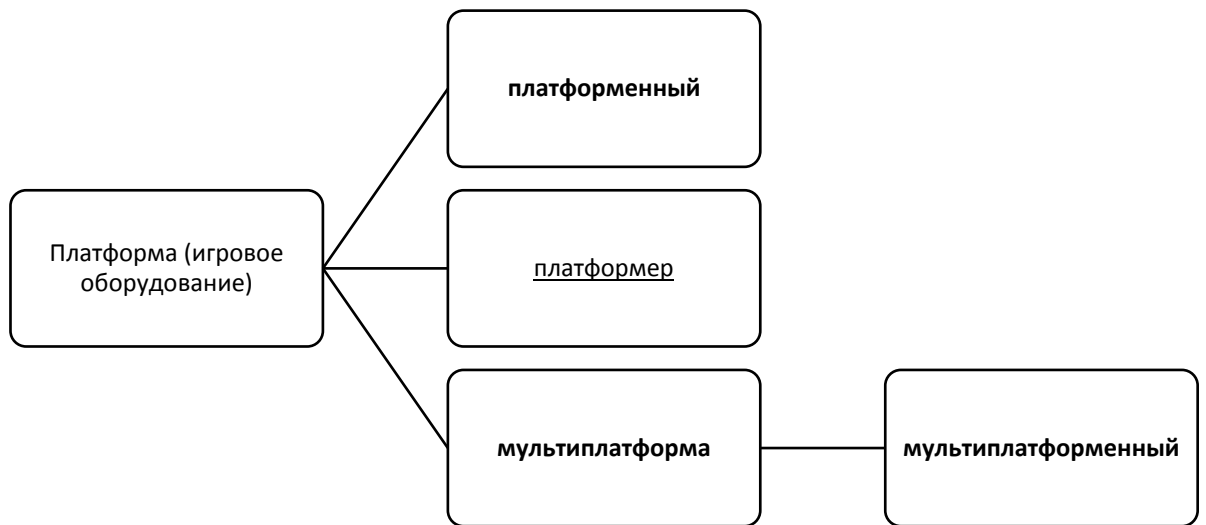 платформенный
Платформа (игровое
оборудование)
платформер
мультиплатформа
мультиплатформенный